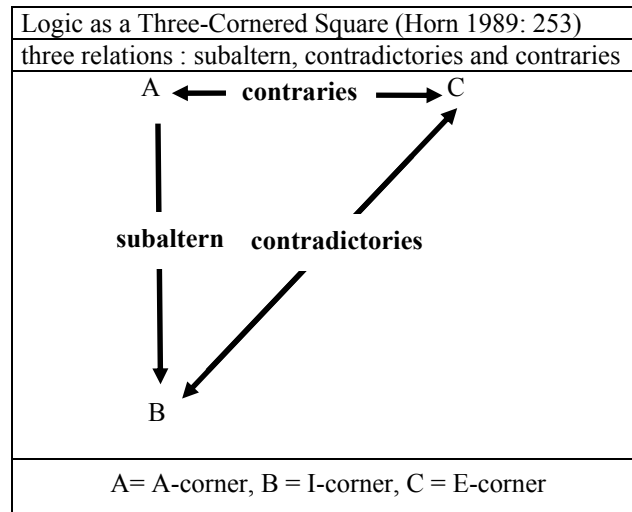 Logic as a Three-Cornered Square (Horn 1989: 253)
three relations : subaltern, contradictories and contraries
A contraries C
subaltern contradictories
B
A= A-corner, B = I-corner, C = E-corner